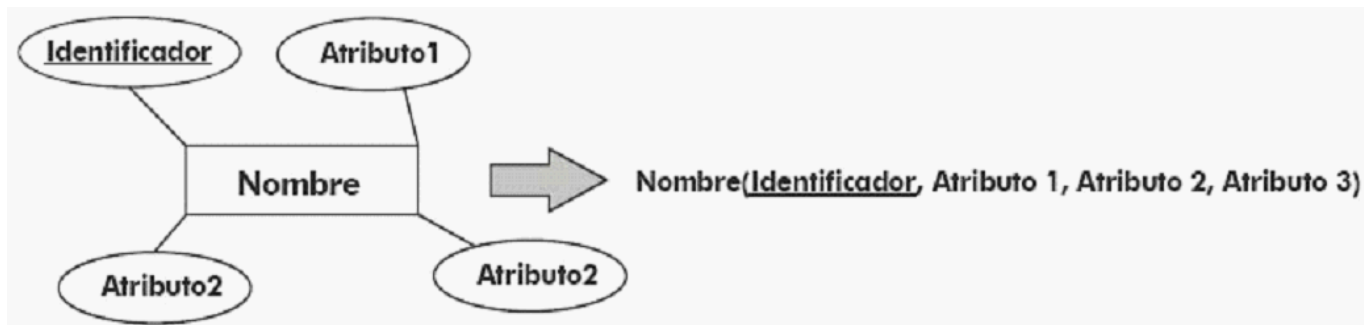 Identificador
Atributo1
Nombre
Nombre(Identificador, Atributo 1, Atributo 2, Atributo 3)
Atributo2
Atributo2